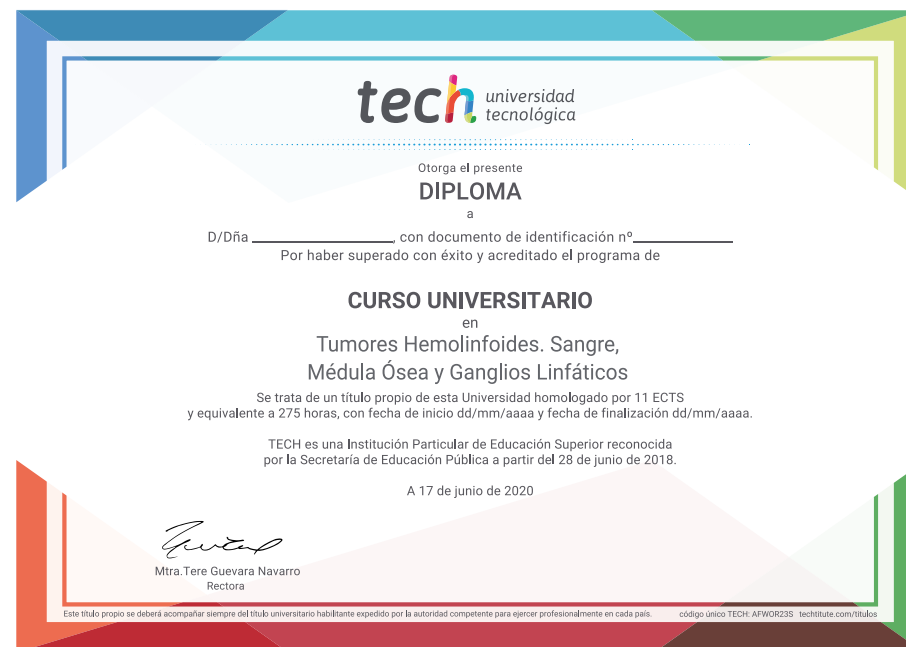 tech universidad
tecnológica
Otorga el presente
DIPLOMA
a
D/Dña ____________________, con documento de identificación nº______________
Por haber superado con éxito y acreditado el programa de
CURSO UNIVERSITARIO
en
Tumores Hemolinfoides. Sangre,
Médula Ósea y Ganglios Linfáticos
Se trata de un título propio de esta Universidad homologado por 11 ECTS
y equivalente a 275 horas, con fecha de inicio dd/mm/aaaa y fecha de finalización dd/mm/aaaa.
TECH es una Institución Particular de Educación Superior reconocida
por la Secretaría de Educación Pública a partir del 28 de junio de 2018.
A 17 de junio de 2020
Mtra.Tere Guevara Navarro
Rectora
Este título propio se deberá acompañar siempre del título universitario habilitante expedido por la autoridad competente para ejercer profesionalmente en cada país. código único TECH: AFWOR23S techtitute.com/titulos